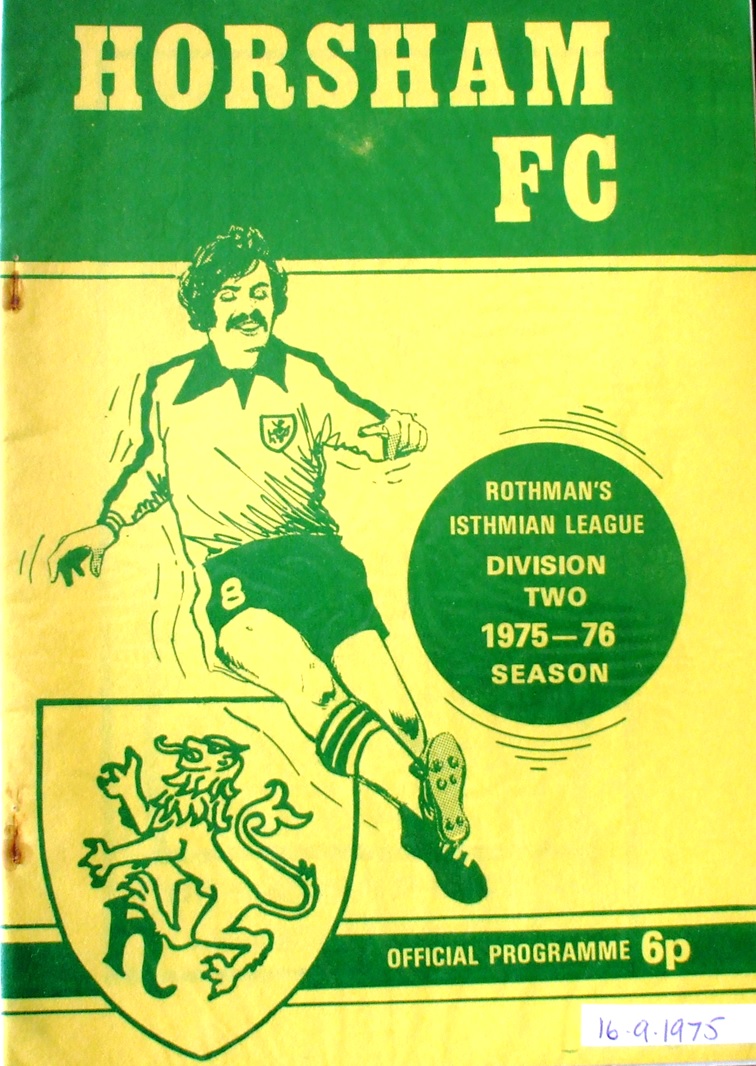 HORSHAM
FC
8
ROTHMAN'S
ISTHMIAN LEAGUE
DIVISION
TWO
1975–76
SEASON
h
OFFICIAL PROGRAMME 6p
16·9·1975